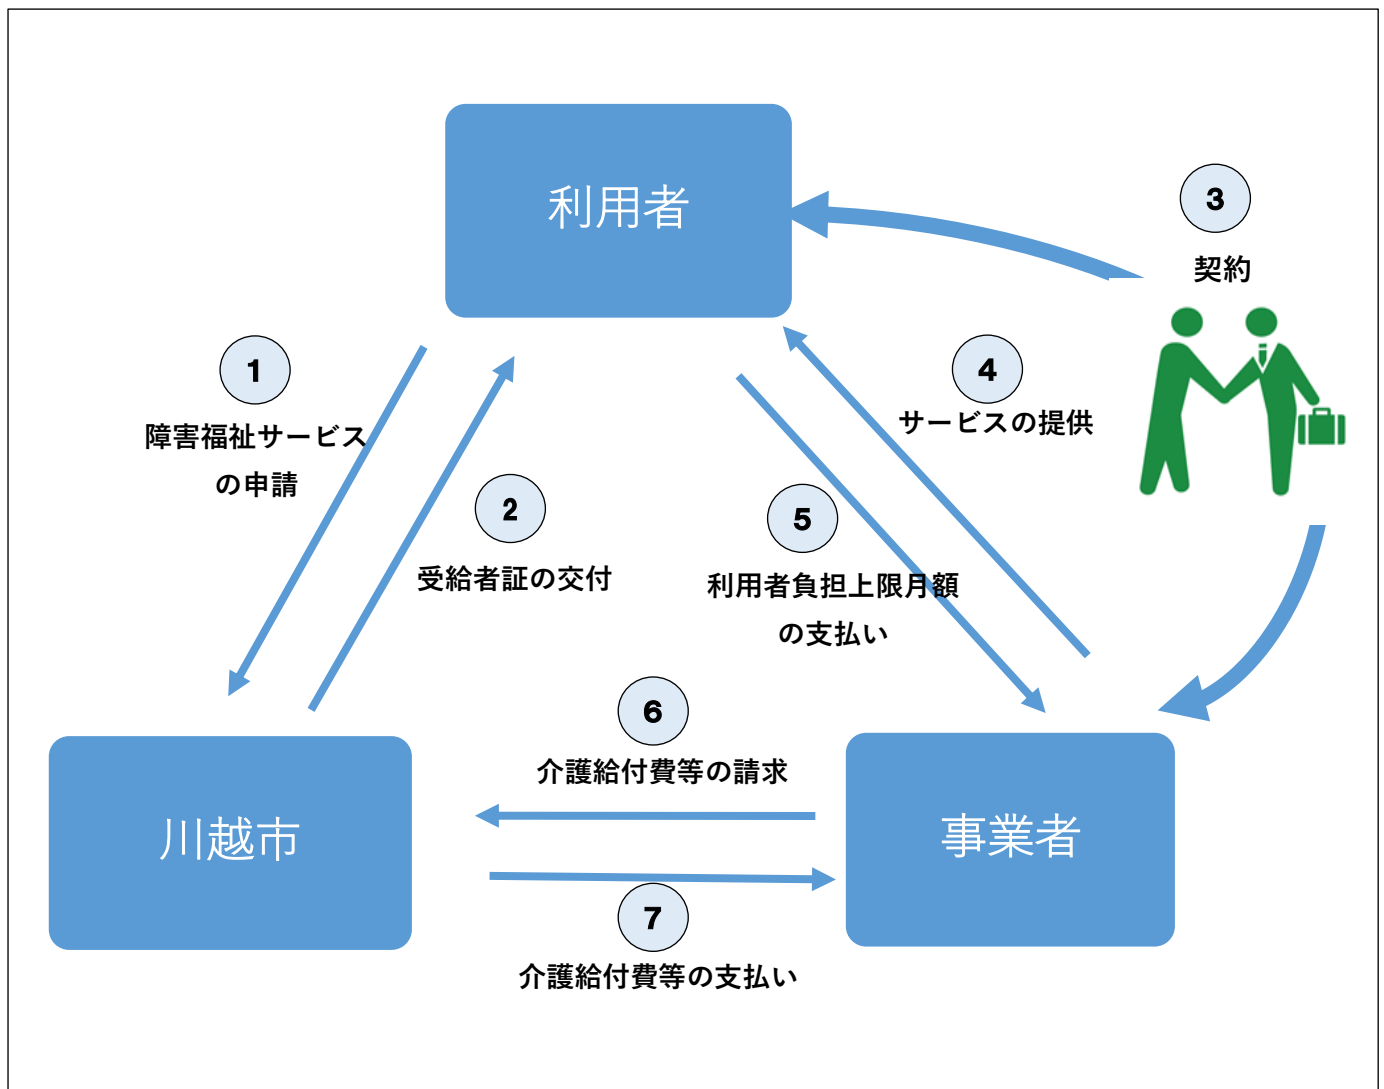 利用者
3
契約
1
障害福祉サービス
の申請
4
サービスの提供
2
受給者証の交付
5
利用者負担上限月額
の支払い
6
介護給付費等の請求
川越市
事業者
7
介護給付費等の支払い